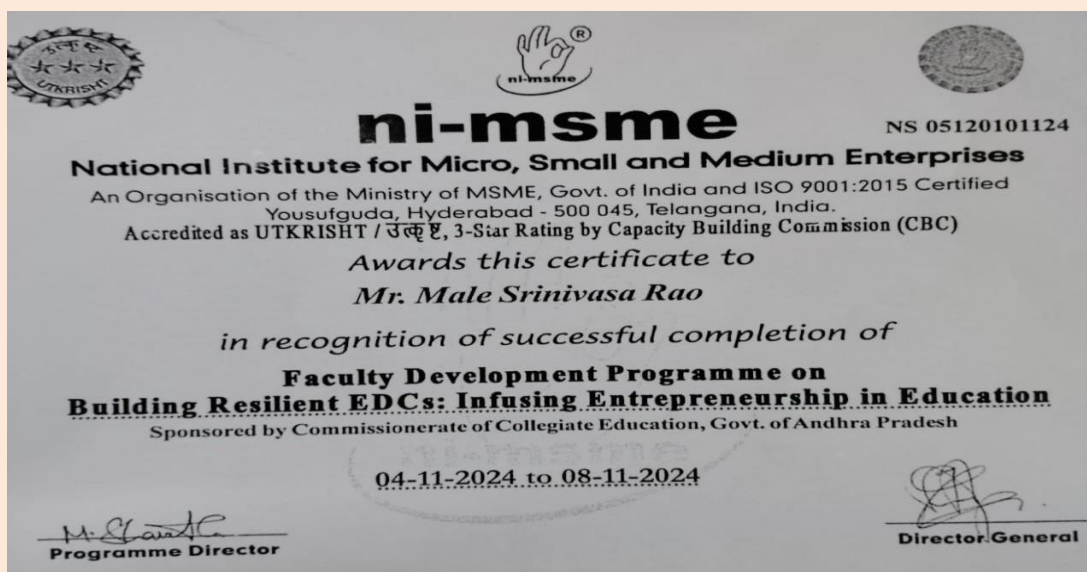 उत्कृष्ट
UTKRISHT
®
ni-msme
ni-msme
NS 05120101124
National Institute for Micro, Small and Medium Enterprises
An Organisation of the Ministry of MSME, Govt. of India and ISO 9001:2015 Certified
Yousufguda, Hyderabad - 500 045, Telangana, India.
Accredited as UTKRISHT / उत्कृष्ट, 3-Star Rating by Capacity Building Commission (CBC)
Awards this certificate to
Mr. Male Srinivasa Rao
in recognition of successful completion of
Faculty Development Programme on
Building Resilient EDCs: Infusing Entrepreneurship in Education
Sponsored by Commissionerate of Collegiate Education, Govt. of Andhra Pradesh
04-11-2024 to 08-11-2024
Programme Director
Director General